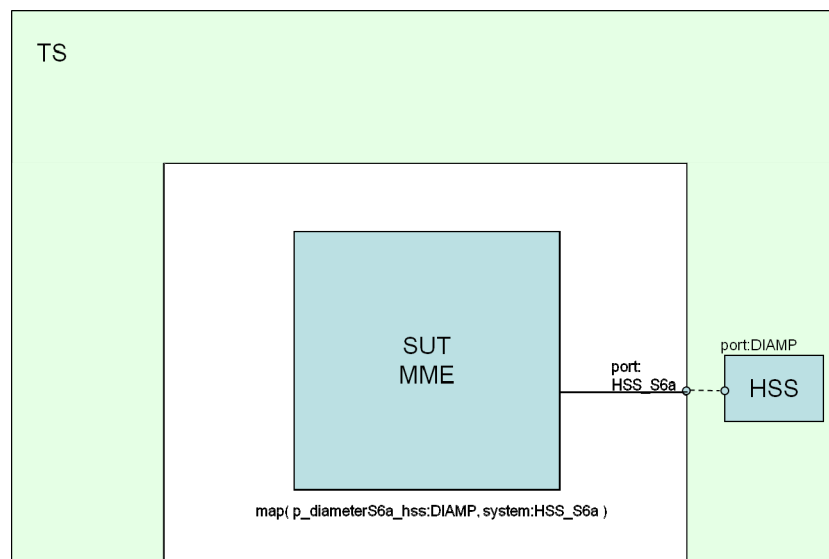 TS
SUT
MME
port:
HSS_S6a
port:DIAMP
HSS
map( p_diameterS6a_hss:DIAMP, system:HSS_S6a )